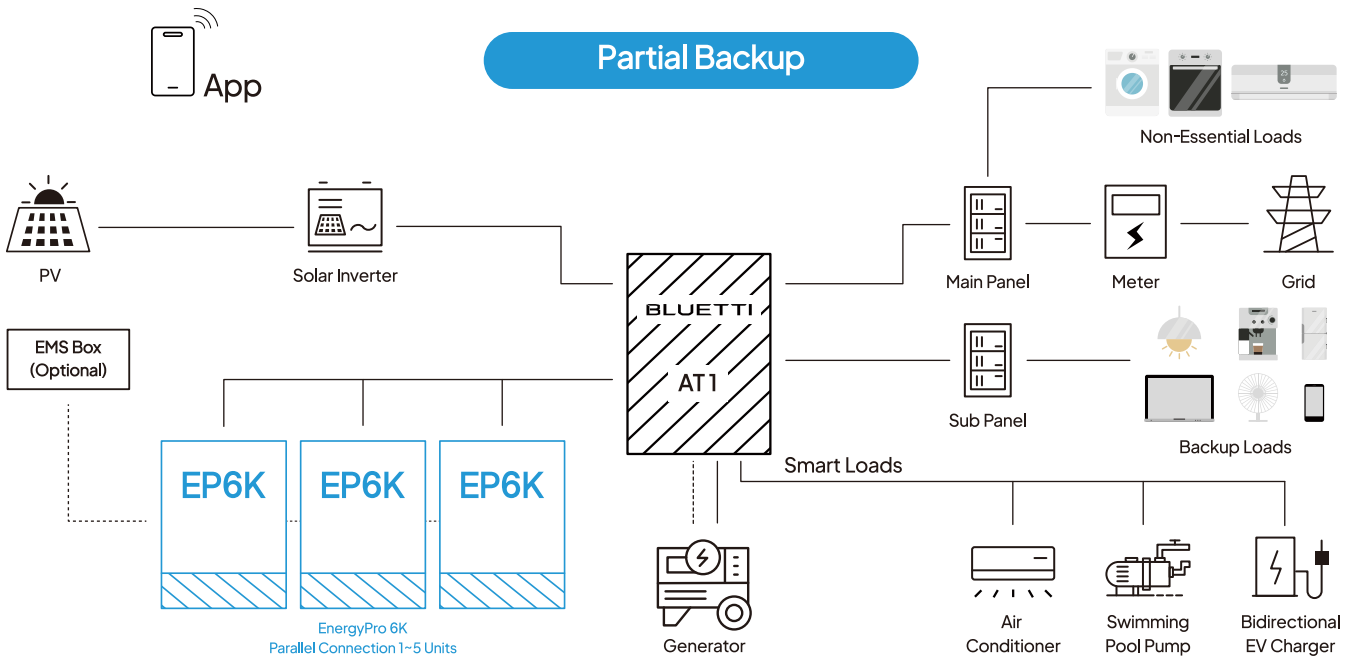 App
Partial Backup
Non-Essential Loads
25
PV
Solar Inverter
Main Panel
Meter
Grid
BLUETTI
AT1
EMS Box
(Optional)
Sub Panel
Backup Loads
EP6K
EP6K
EP6K
Smart Loads
EnergyPro 6K
Parallel Connection 1~5 Units
Generator
Air
Conditioner
Swimming
Pool Pump
Bidirectional
EV Charger